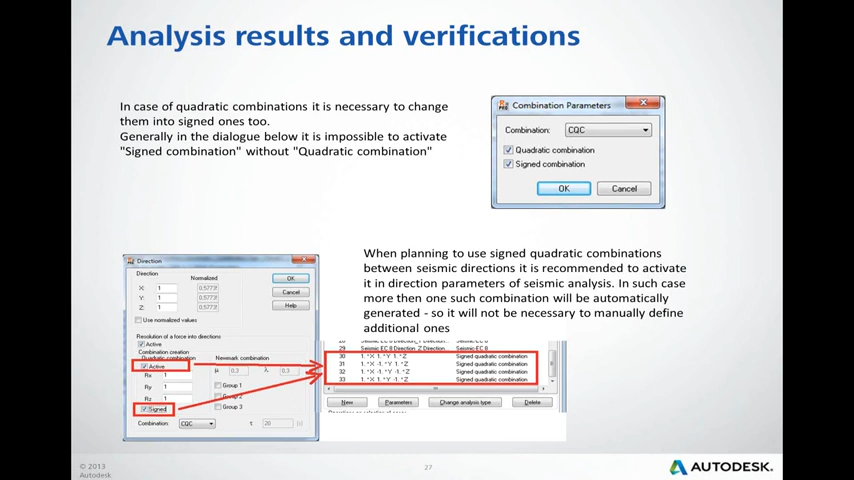 Analysis results and verifications
In case of quadratic combinations it is necessary to change
them into signed ones too.
Generally in the dialogue below it is impossible to activate
"Signed combination" without "Quadratic combination"
Combination Parameters
Combination: CQC
Quadratic combination
Signed combination
OK Cancel
When planning to use signed quadratic combinations
between seismic directions it is recommended to activate
it in direction parameters of seismic analysis. In such case
more then one such combination will be automatically
generated - so it will not be necessary to manually define
additional ones
Direction
Direction Normalized
X: 1 0,5773
Y: 1 0,5773
Z: 1 0,5773
Use normalized values
OK
Cancel
Help
Resolution of a force into directions
Active
Combination creation
Quadratic combination Newmark combination
Active
Rx 1
Ry 1
Rz 1
Signed
μ 0,3 λ 0,3
Group 1
Group 2
Group 3
Combination: CQC τ 20 (s)
29 Seismic-EC 8 Direction_Z Direction... Seismic-EC 8
30 1. *X 1. *Y 1. *Z Signed quadratic combination
31 1. *X -1. *Y 1. *Z Signed quadratic combination
32 1. *X -1. *Y -1. *Z Signed quadratic combination
33 1. *X 1. *Y -1. *Z Signed quadratic combination
New Parameters Change analysis type Delete
© 2013
Autodesk
27
AUTODESK.